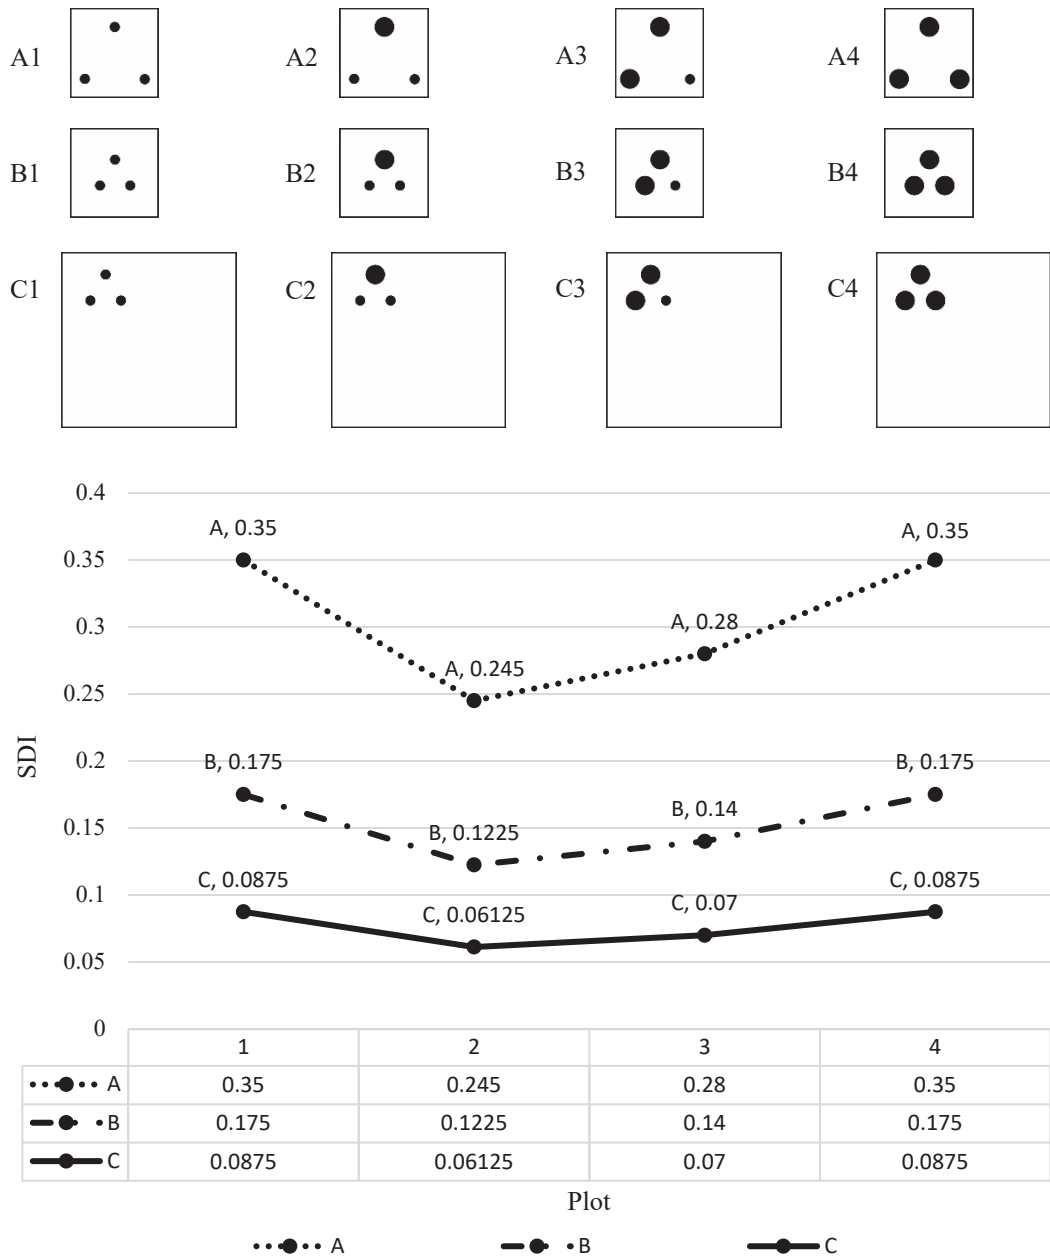 A1 A2 A3 A4
B1 B2 B3 B4
C1 C2 C3 C4
0.4
A, 0.35 A, 0.35
0.35
A, 0.28
0.3
A, 0.245
0.25
0.2
B, 0.175 B, 0.175
SDI
B, 0.14
0.15
B, 0.1225
C, 0.0875 C, 0.0875
0.1
C, 0.06125 C, 0.07
0.05
0
1 2 3 4
A 0.35 0.245 0.28 0.35
B 0.175 0.1225 0.14 0.175
C 0.0875 0.06125 0.07 0.0875
Plot
A B C